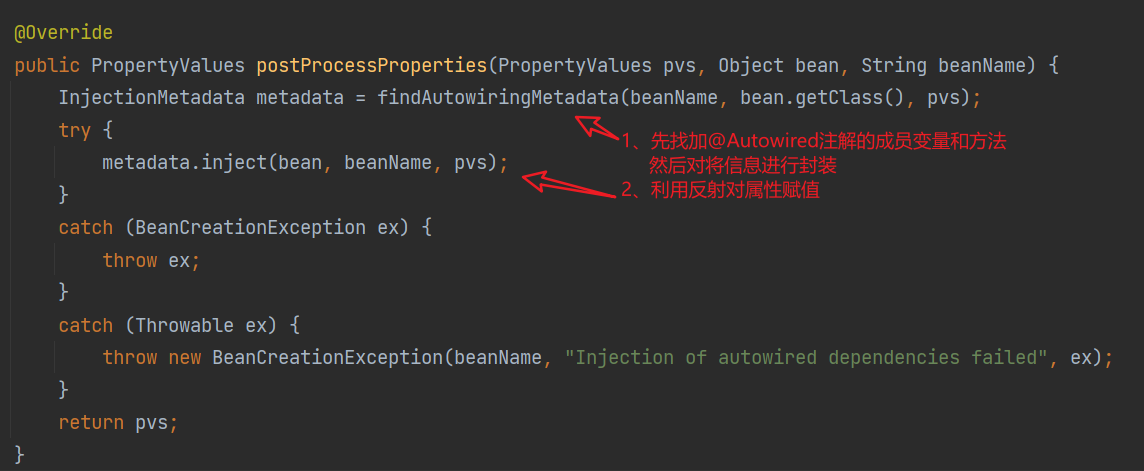 @Override
public PropertyValues postProcessProperties(PropertyValues pvs, Object bean, String beanName) {
InjectionMetadata metadata = findAutowiringMetadata(beanName, bean.getClass(), pvs);
try {
1、先找加@Autowired注解的成员变量和方法
metadata.inject(bean, beanName, pvs);
然后对将信息进行封装
}
2、利用反射对属性赋值
catch (BeanCreationException ex) {
throw ex;
}
catch (Throwable ex) {
throw new BeanCreationException(beanName, "Injection of autowired dependencies failed", ex);
}
return pvs;
}